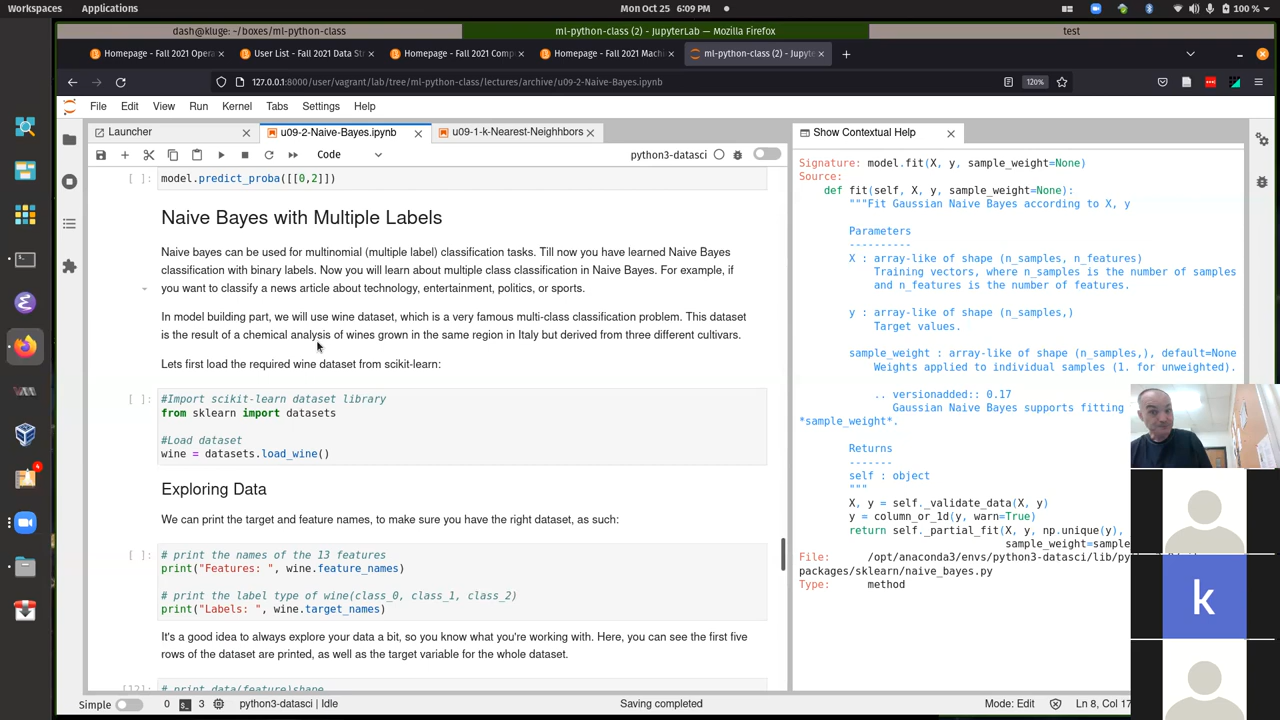 Workspaces Applications Mon Oct 25 6:09 PM 100 %
dash@kluge: ~/boxes/ml-python-class ml-python-class (2) - JupyterLab — Mozilla Firefox test
Homepage - Fall 2021 Opera User List - Fall 2021 Data St Homepage - Fall 2021 Comp Homepage - Fall 2021 Machi ml-python-class (2) - Jupyte
127.0.0.1:8000/user/vagrant/lab/tree/ml-python-class/lectures/archive/u09-2-Naive-Bayes.ipynb 120%
File Edit View Run Kernel Tabs Settings Help
Launcher u09-2-Naive-Bayes.ipynb u09-1-k-Nearest-Neighhbors
Code python3-datasci
[ ]: model.predict_proba([[0,2]])
Naive Bayes with Multiple Labels
Naive bayes can be used for multinomial (multiple label) classification tasks. Till now you have learned Naive Bayes
classification with binary labels. Now you will learn about multiple class classification in Naive Bayes. For example, if
you want to classify a news article about technology, entertainment, politics, or sports.
In model building part, we will use wine dataset, which is a very famous multi-class classification problem. This dataset
is the result of a chemical analysis of wines grown in the same region in Italy but derived from three different cultivars.
Lets first load the required wine dataset from scikit-learn:
[ ]: #Import scikit-learn dataset library
from sklearn import datasets
#Load dataset
wine = datasets.load_wine()
Exploring Data
We can print the target and feature names, to make sure you have the right dataset, as such:
[ ]: # print the names of the 13 features
print("Features: ", wine.feature_names)
# print the label type of wine(class_0, class_1, class_2)
print("Labels: ", wine.target_names)
It's a good idea to always explore your data a bit, so you know what you're working with. Here, you can see the first five
rows of the dataset are printed, as well as the target variable for the whole dataset.
[12]: # print data(feature)shape
Show Contextual Help
Signature: model.fit(X, y, sample_weight=None)
Source:
def fit(self, X, y, sample_weight=None):
"""Fit Gaussian Naive Bayes according to X, y
Parameters
----------
X : array-like of shape (n_samples, n_features)
Training vectors, where n_samples is the number of samples
and n_features is the number of features.
y : array-like of shape (n_samples,)
Target values.
sample_weight : array-like of shape (n_samples,), default=None
Weights applied to individual samples (1. for unweighted).
.. versionadded:: 0.17
Gaussian Naive Bayes supports fitting
*sample_weight*.
Returns
-------
self : object
"""
X, y = self._validate_data(X, y)
y = column_or_1d(y, warn=True)
return self._partial_fit(X, y, np.unique(y),
sample_weight=sample
File: /opt/anaconda3/envs/python3-datasci/lib/
packages/sklearn/naive_bayes.py
Type: method
k
Simple 0 3 python3-datasci | Idle Saving completed Mode: Edit Ln 8, Col 17